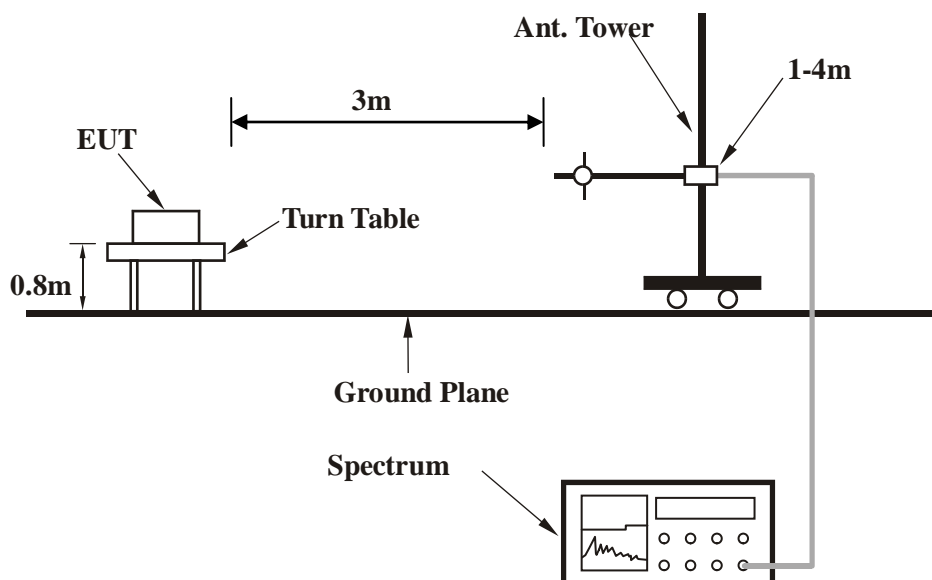 Ant. Tower
1-4m
3m
EUT
Turn Table
0.8m
Ground Plane
Spectrum